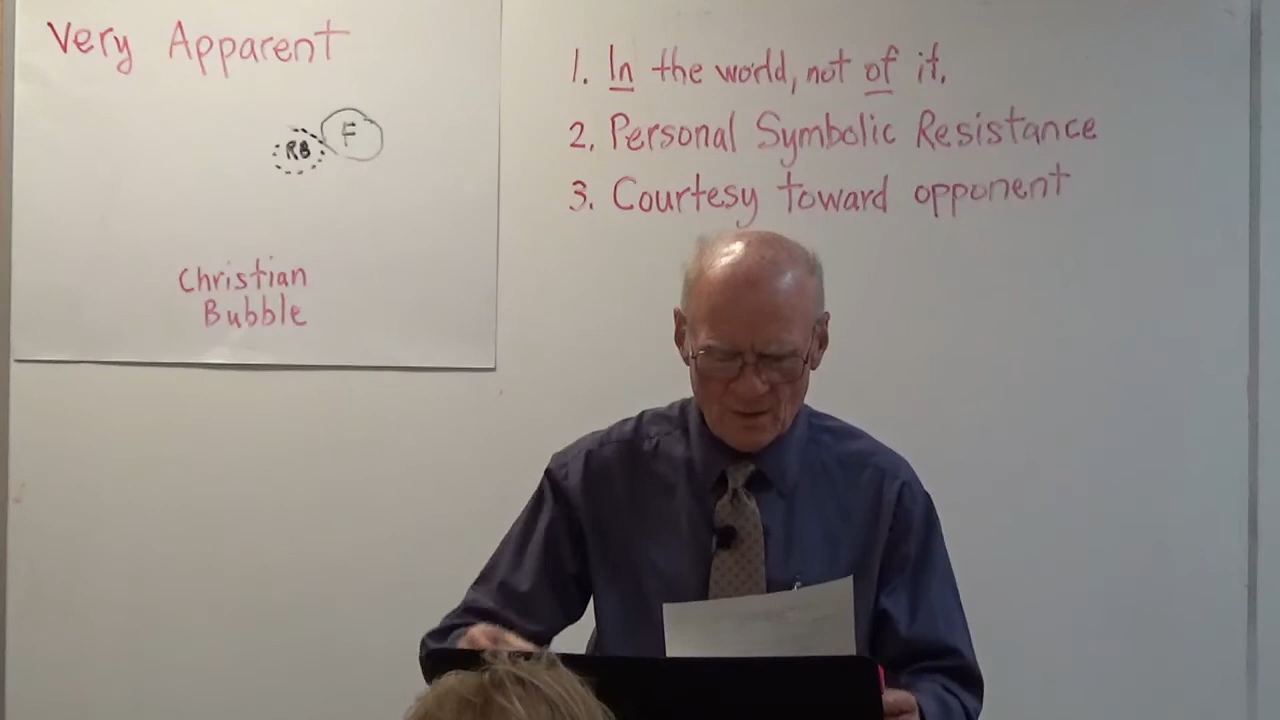 Very Apparent
F
RB
Christian
Bubble
1. In the world, not of it.
2. Personal Symbolic Resistance
3. Courtesy toward opponent